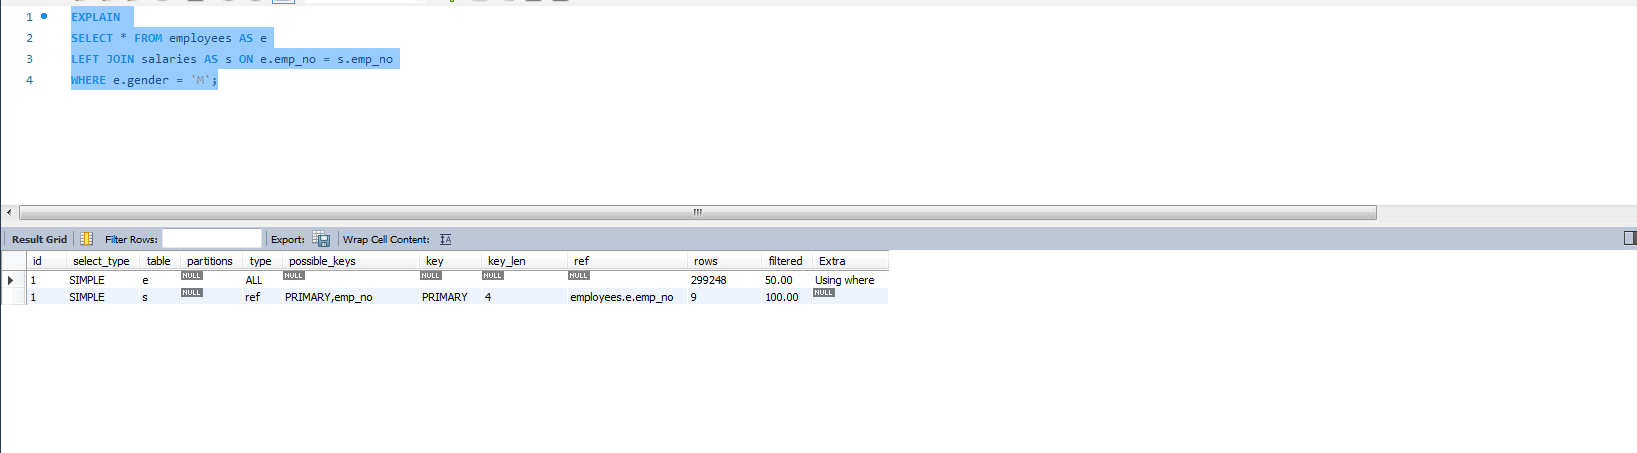 1 EXPLAIN
2 SELECT * FROM employees AS e
3 LEFT JOIN salaries AS s ON e.emp_no = s.emp_no
4 WHERE e.gender = 'M';
Result Grid Filter Rows: Export: Wrap Cell Content:
id select_type table partitions type possible_keys key key_len ref rows filtered Extra
1 SIMPLE e NULL ALL NULL NULL NULL NULL 299248 50.00 Using where
1 SIMPLE s NULL ref PRIMARY,emp_no PRIMARY 4 employees.e.emp_no 9 100.00 NULL